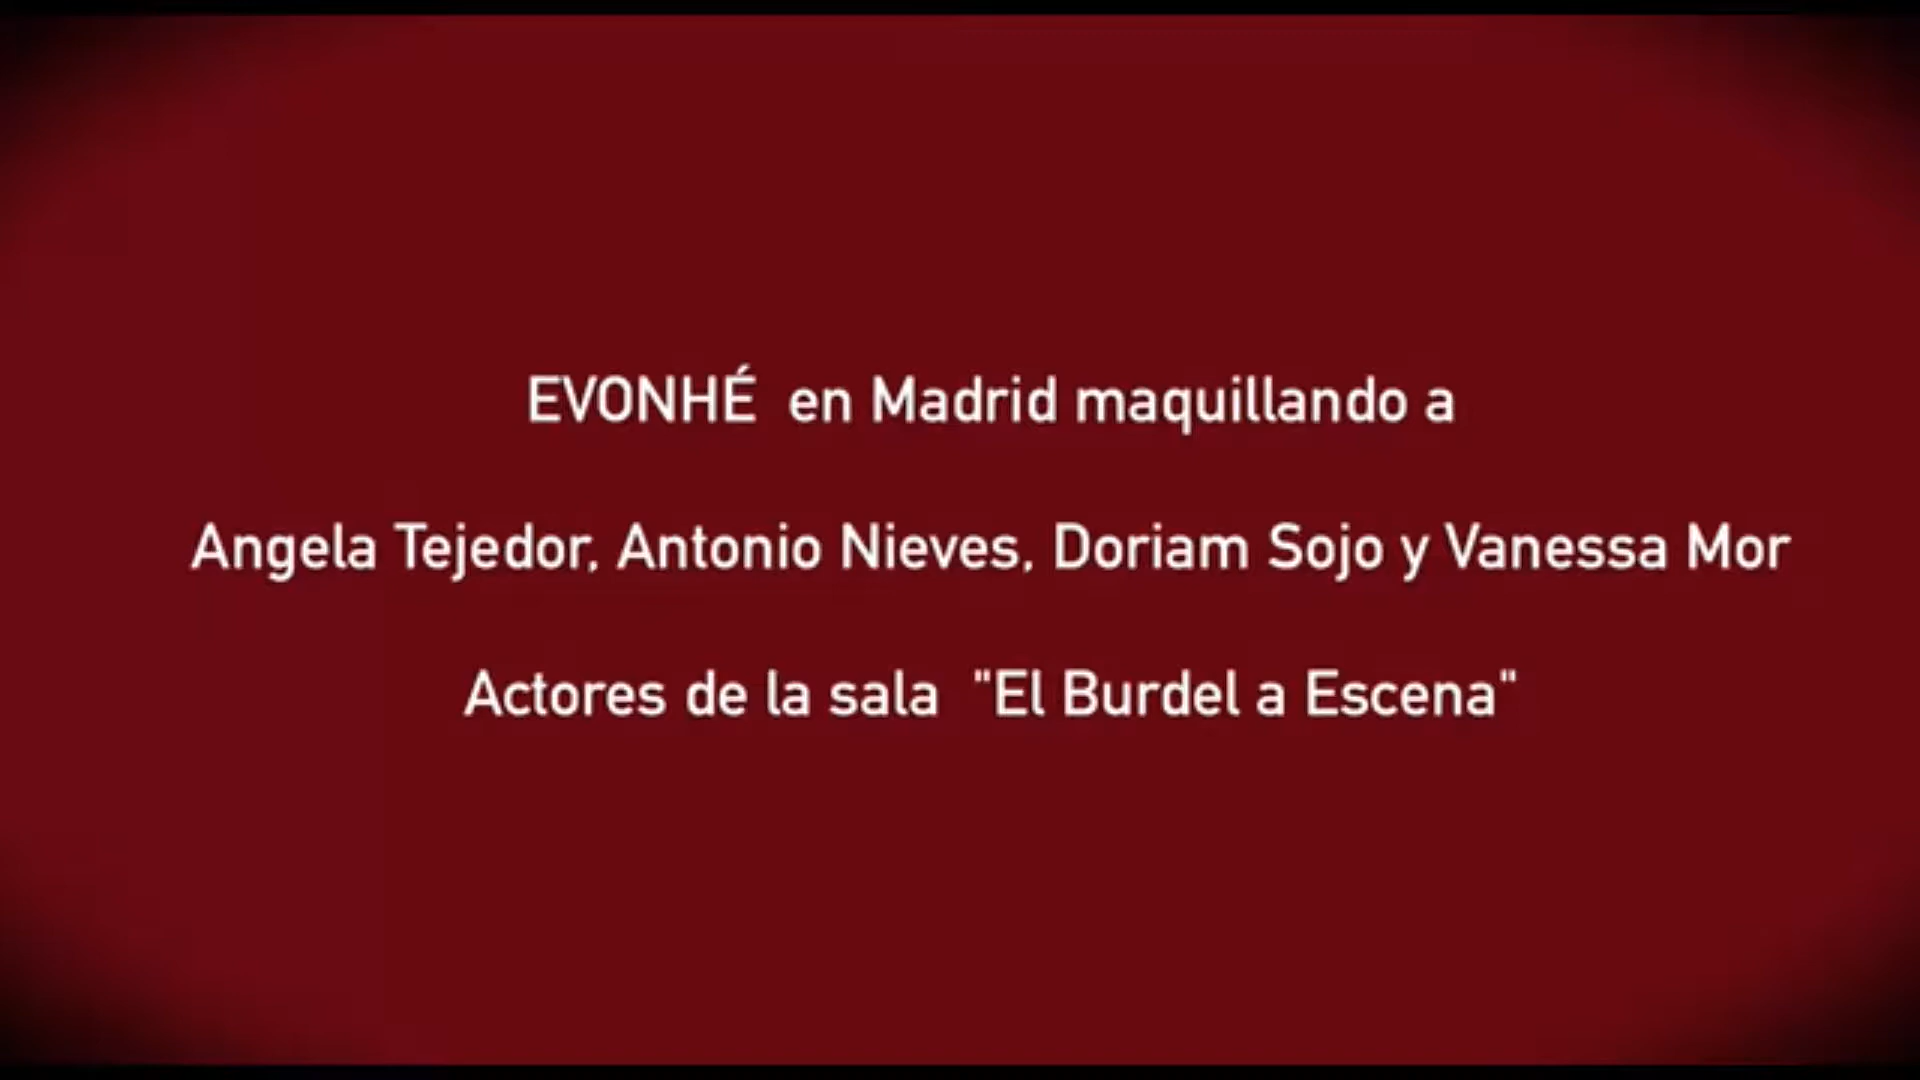 EVONHÉ en Madrid maquillando a
Angela Tejedor, Antonio Nieves, Doriam Sojo y Vanessa Mor
Actores de la sala "El Burdel a Escena"